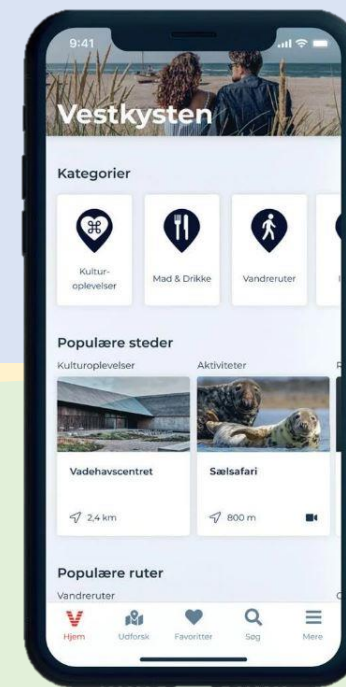 9:41
Vestkysten
Kategorier
Kultur-
oplevelser
Mad & Drikke
Vandreruter
Populære steder
Kulturoplevelser
Aktiviteter
Vadehavscentret
Sælsafari
2,4 km
800 m
Populære ruter
Vandreruter
Hjem
Udforsk
Favoritter
Søg
Mere